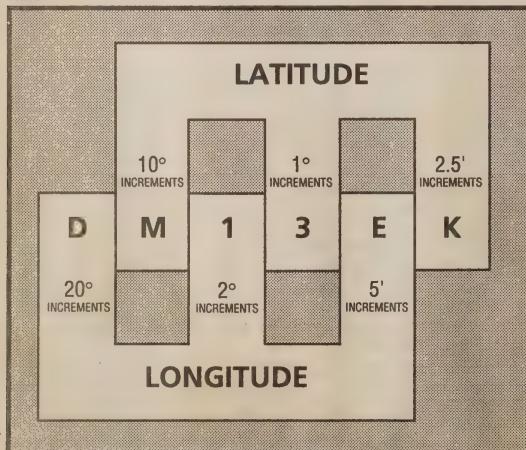 LATITUDE
10°
INCREMENTS
1°
INCREMENTS
2.5'
INCREMENTS
D M 1 3 E K
20°
INCREMENTS
2°
INCREMENTS
5'
INCREMENTS
LONGITUDE